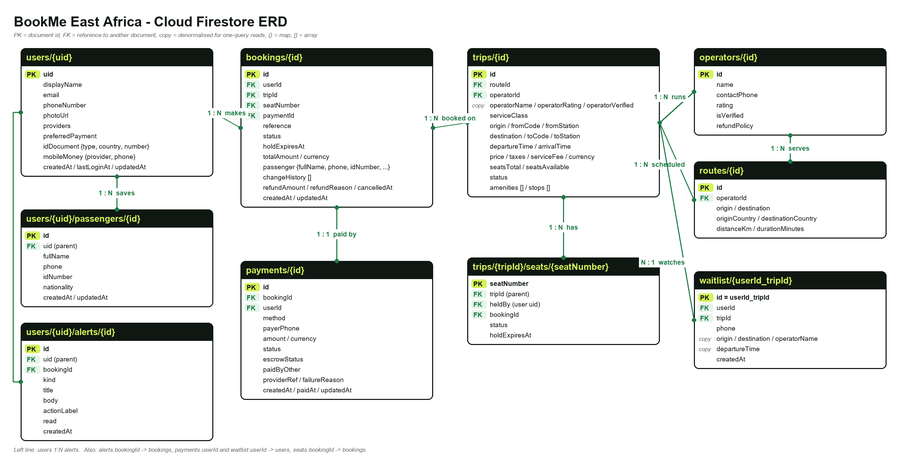 BookMe East Africa - Cloud Firestore ERD
PK = document id, FK = reference to another document, copy = denormalised for one-query reads, {} = map, [] = array
users/{uid}
PK uid
displayName
email
phoneNumber
photoUrl
providers
preferredPayment
idDocument {type, country, number}
mobileMoney {provider, phone}
createdAt / lastLoginAt / updatedAt
1 : N saves
users/{uid}/passengers/{id}
PK id
FK uid (parent)
fullName
phone
idNumber
nationality
createdAt / updatedAt
users/{uid}/alerts/{id}
PK id
FK uid (parent)
FK bookingId
kind
title
body
actionLabel
read
createdAt
1 : N makes
bookings/{id}
PK id
FK userId
FK tripId
FK seatNumber
FK paymentId
reference
status
holdExpiresAt
totalAmount / currency
passenger {fullName, phone, idNumber, ...}
changeHistory []
refundAmount / refundReason / cancelledAt
createdAt / updatedAt
1 : 1 paid by
payments/{id}
PK id
FK bookingId
FK userId
method
payerPhone
amount / currency
status
escrowStatus
paidByOther
providerRef / failureReason
createdAt / paidAt / updatedAt
1 : N booked on
trips/{id}
PK id
FK routeId
FK operatorId
copy operatorName / operatorRating / operatorVerified
serviceClass
origin / fromCode / fromStation
destination / toCode / toStation
departureTime / arrivalTime
price / taxes / serviceFee / currency
seatsTotal / seatsAvailable
status
amenities [] / stops []
1 : N has
trips/{tripId}/seats/{seatNumber}
PK seatNumber
FK tripId (parent)
FK heldBy (user uid)
FK bookingId
status
holdExpiresAt
1 : N runs
1 : N scheduled
N : 1 watches
operators/{id}
PK id
name
contactPhone
rating
isVerified
refundPolicy
1 : N serves
routes/{id}
PK id
FK operatorId
origin / destination
originCountry / destinationCountry
distanceKm / durationMinutes
waitlist/{userId_tripId}
PK id = userId_tripId
FK userId
FK tripId
phone
copy origin / destination / operatorName
copy departureTime
createdAt
Left line: users 1:N alerts. Also: alerts.bookingId -> bookings, payments.userId and waitlist.userId -> users, seats.bookingId -> bookings.